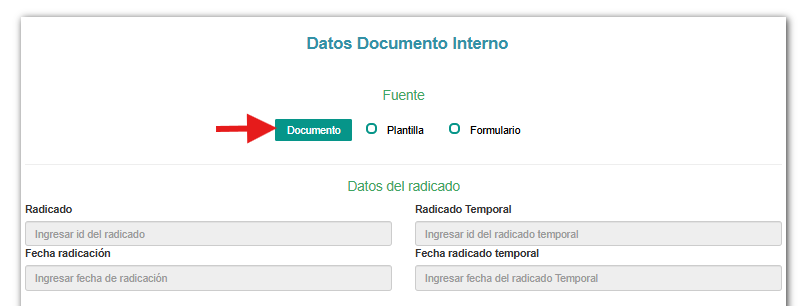 Datos Documento Interno
Fuente
Documento Plantilla Formulario
Datos del radicado
Radicado Radicado Temporal
Ingresar id del radicado Ingresar id del radicado temporal
Fecha radicación Fecha radicado temporal
Ingresar fecha de radicación Ingresar fecha del radicado Temporal